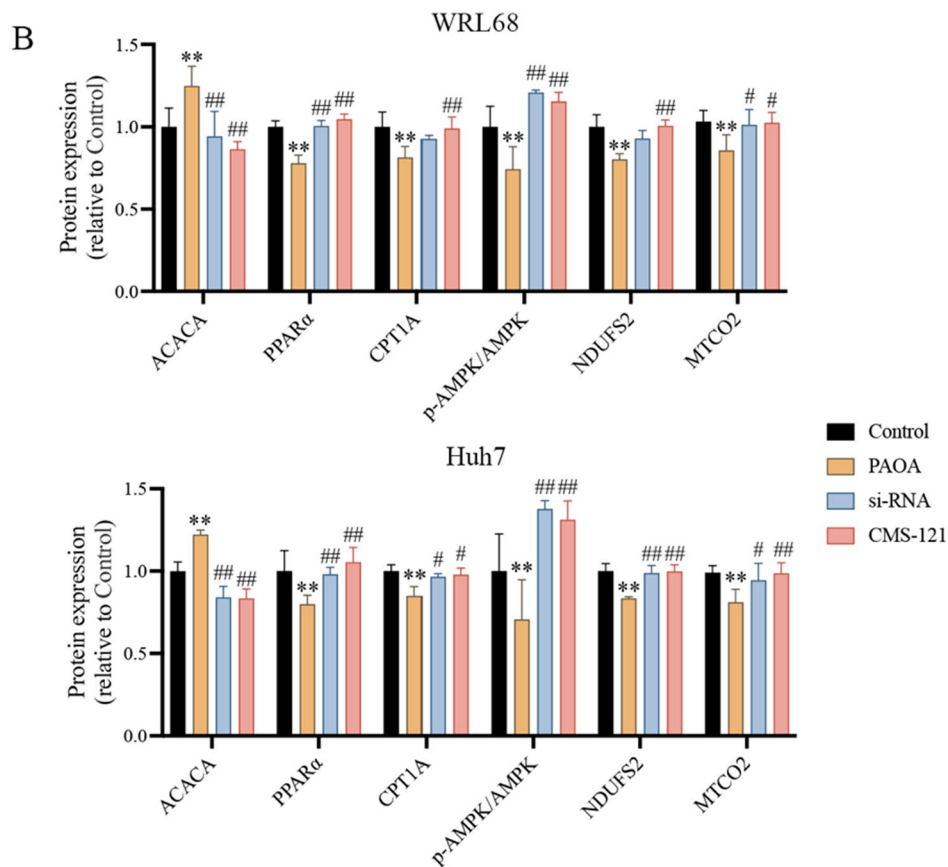 B
WRL68
Protein expression
(relative to Control)
1.5
1.0
0.5
0.0
** ## ##
** ## ##
** ##
** ## ##
** ##
** # #
ACACA
PPARα
CPT1A
p-AMPK/AMPK
NDUFS2
MTCO2
Huh7
Protein expression
(relative to Control)
1.5
1.0
0.5
0.0
** ## ##
** ## ##
** # #
** ## ##
** ## ##
** # ##
ACACA
PPARα
CPT1A
p-AMPK/AMPK
NDUFS2
MTCO2
Control
PAOA
si-RNA
CMS-121